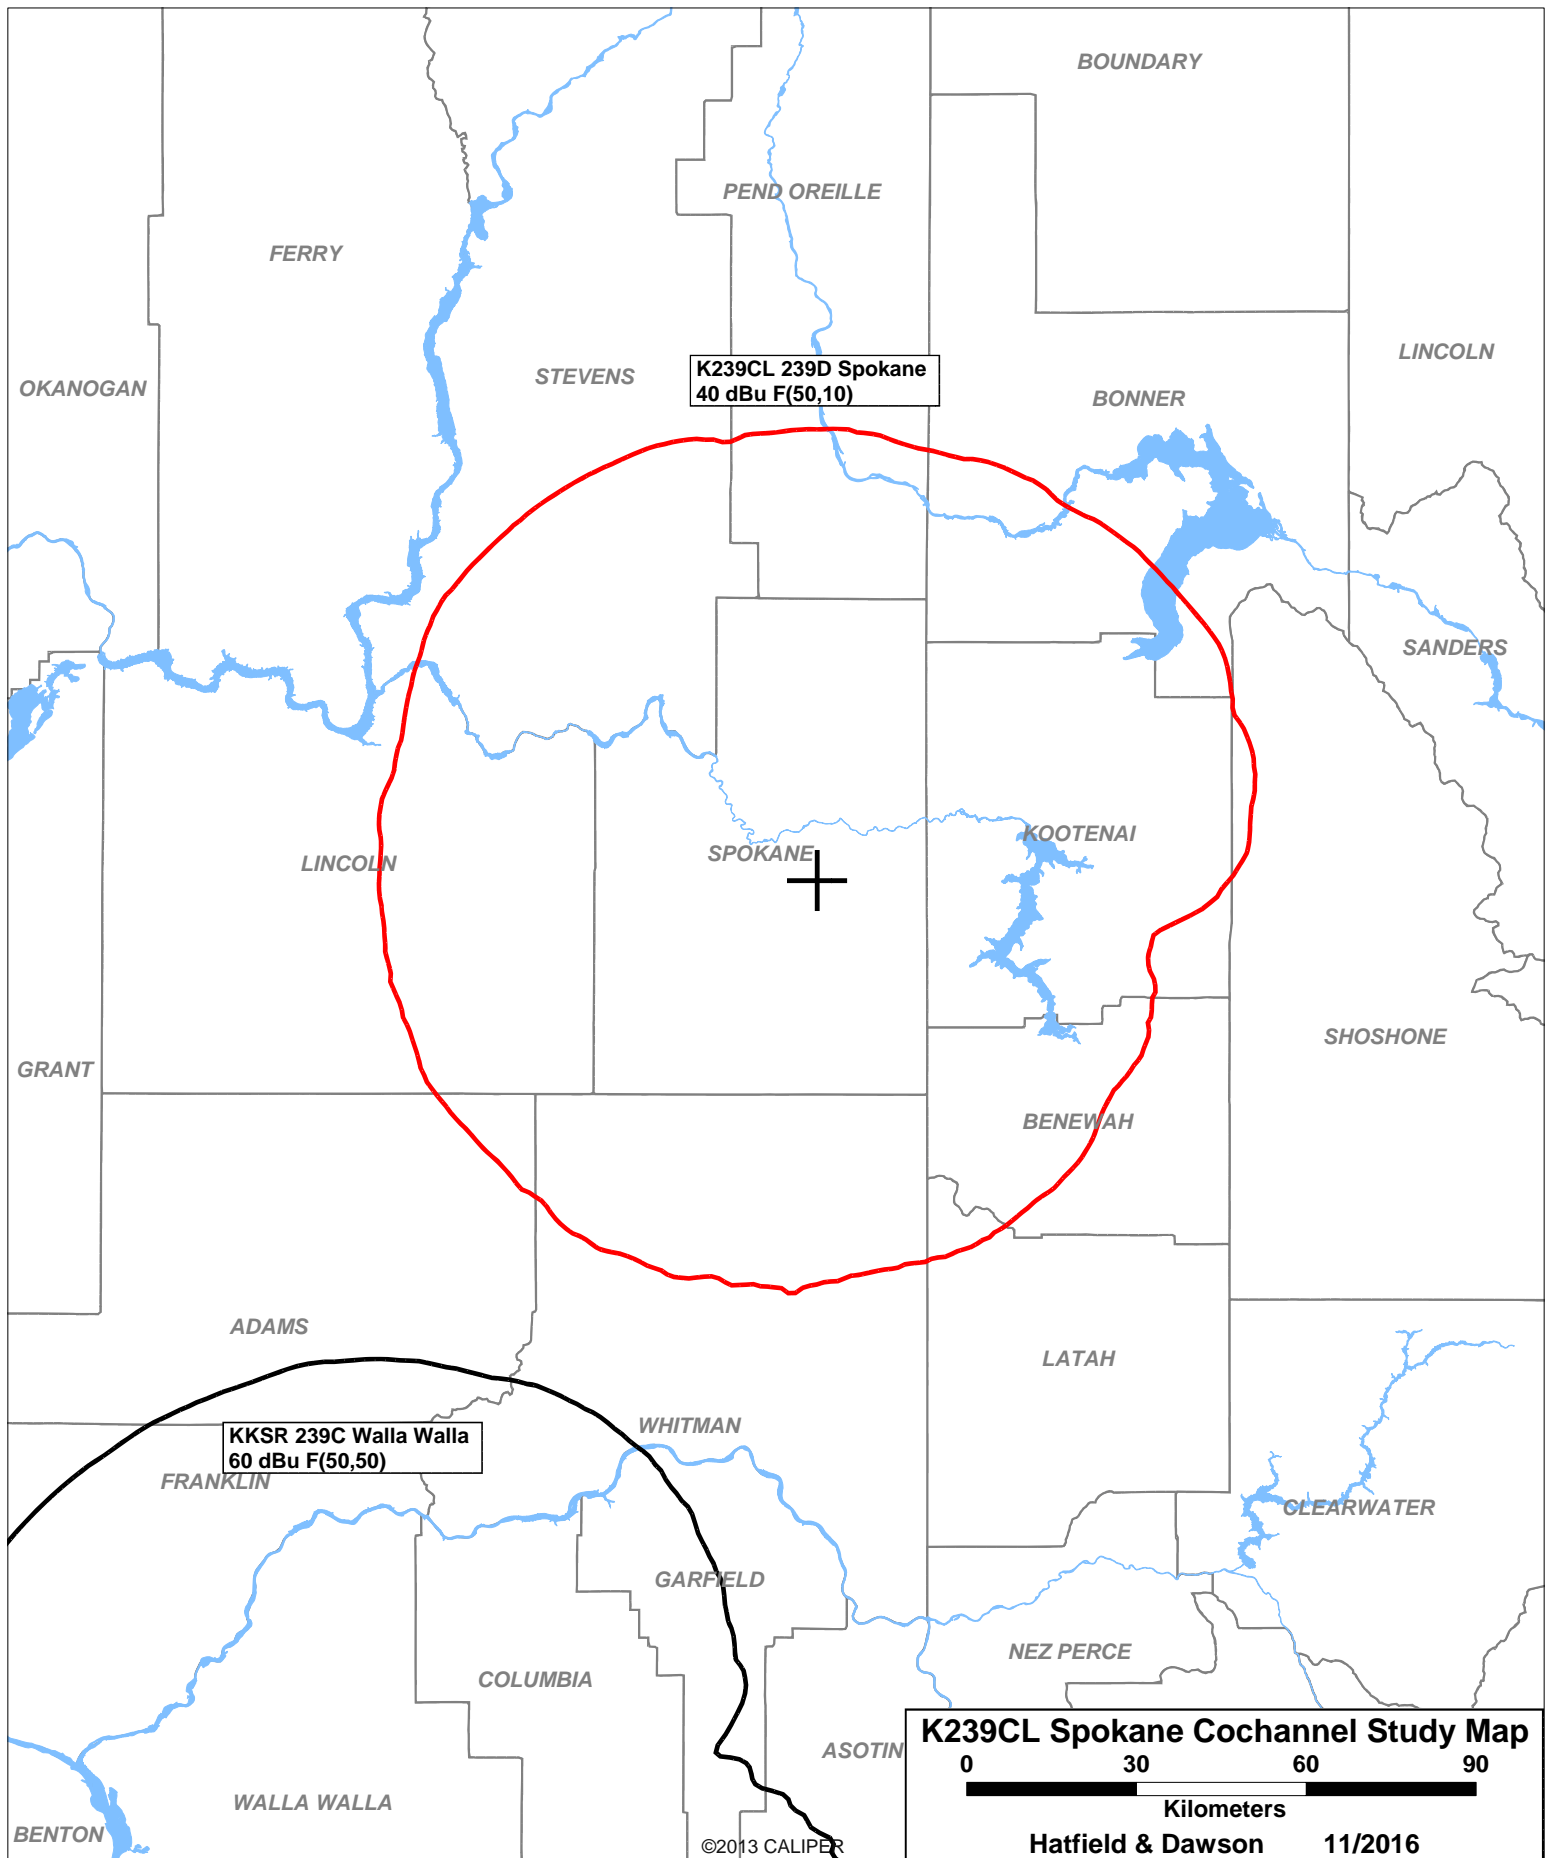 BOUNDARY
PEND OREILLE
FERRY
LINCOLN
K239CL 239D Spokane
40 dBu F(50,10)
STEVENS
OKANOGAN
BONNER
SANDERS
KOOTENAI
SPOKANE
LINCOLN
SHOSHONE
GRANT
BENEWAH
ADAMS
LATAH
WHITMAN
KKSR 239C Walla Walla
60 dBu F(50,50)
FRANKLIN
CLEARWATER
GARFIELD
NEZ PERCE
COLUMBIA
ASOTIN
WALLA WALLA
BENTON
©2013 CALIPER
K239CL Spokane Cochannel Study Map
0 30 60 90
Kilometers
Hatfield & Dawson 11/2016